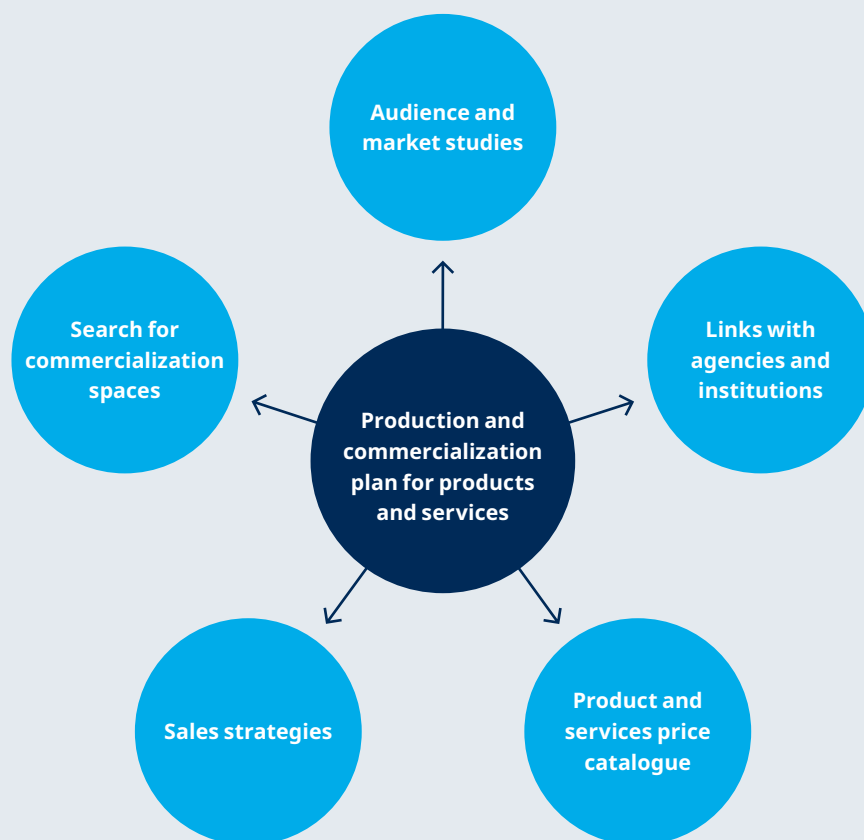 Audience and
market studies
Search for
commercialization
spaces
Links with
agencies and
institutions
Production and
commercialization
plan for products
and services
Sales strategies
Product and
services price
catalogue